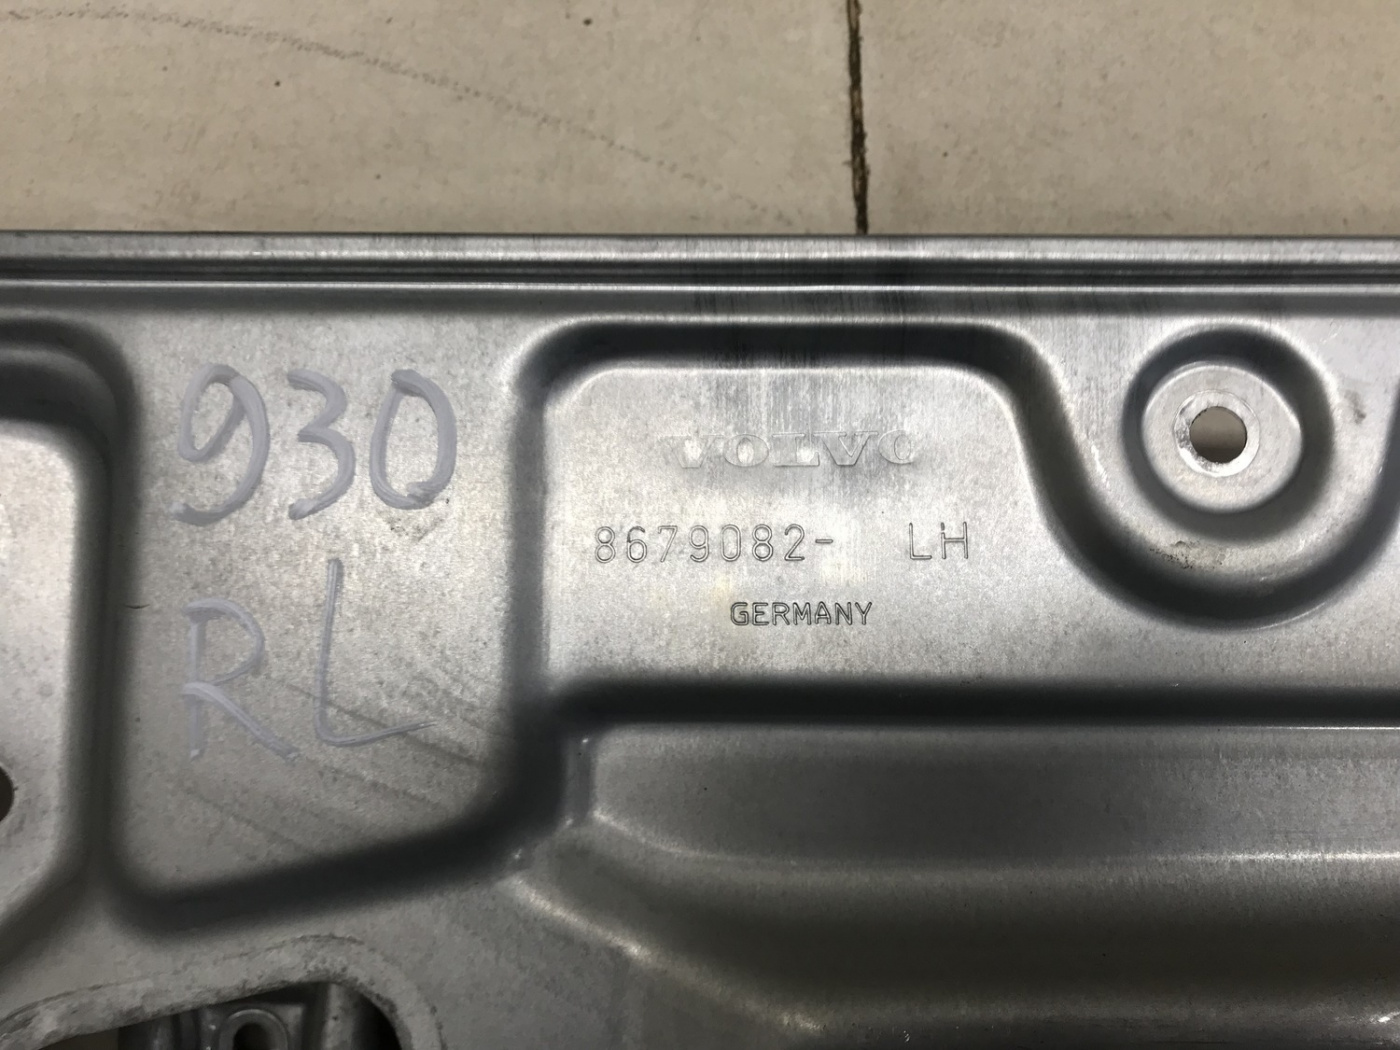 930
RL
VOLVO
8679082- LH
GERMANY